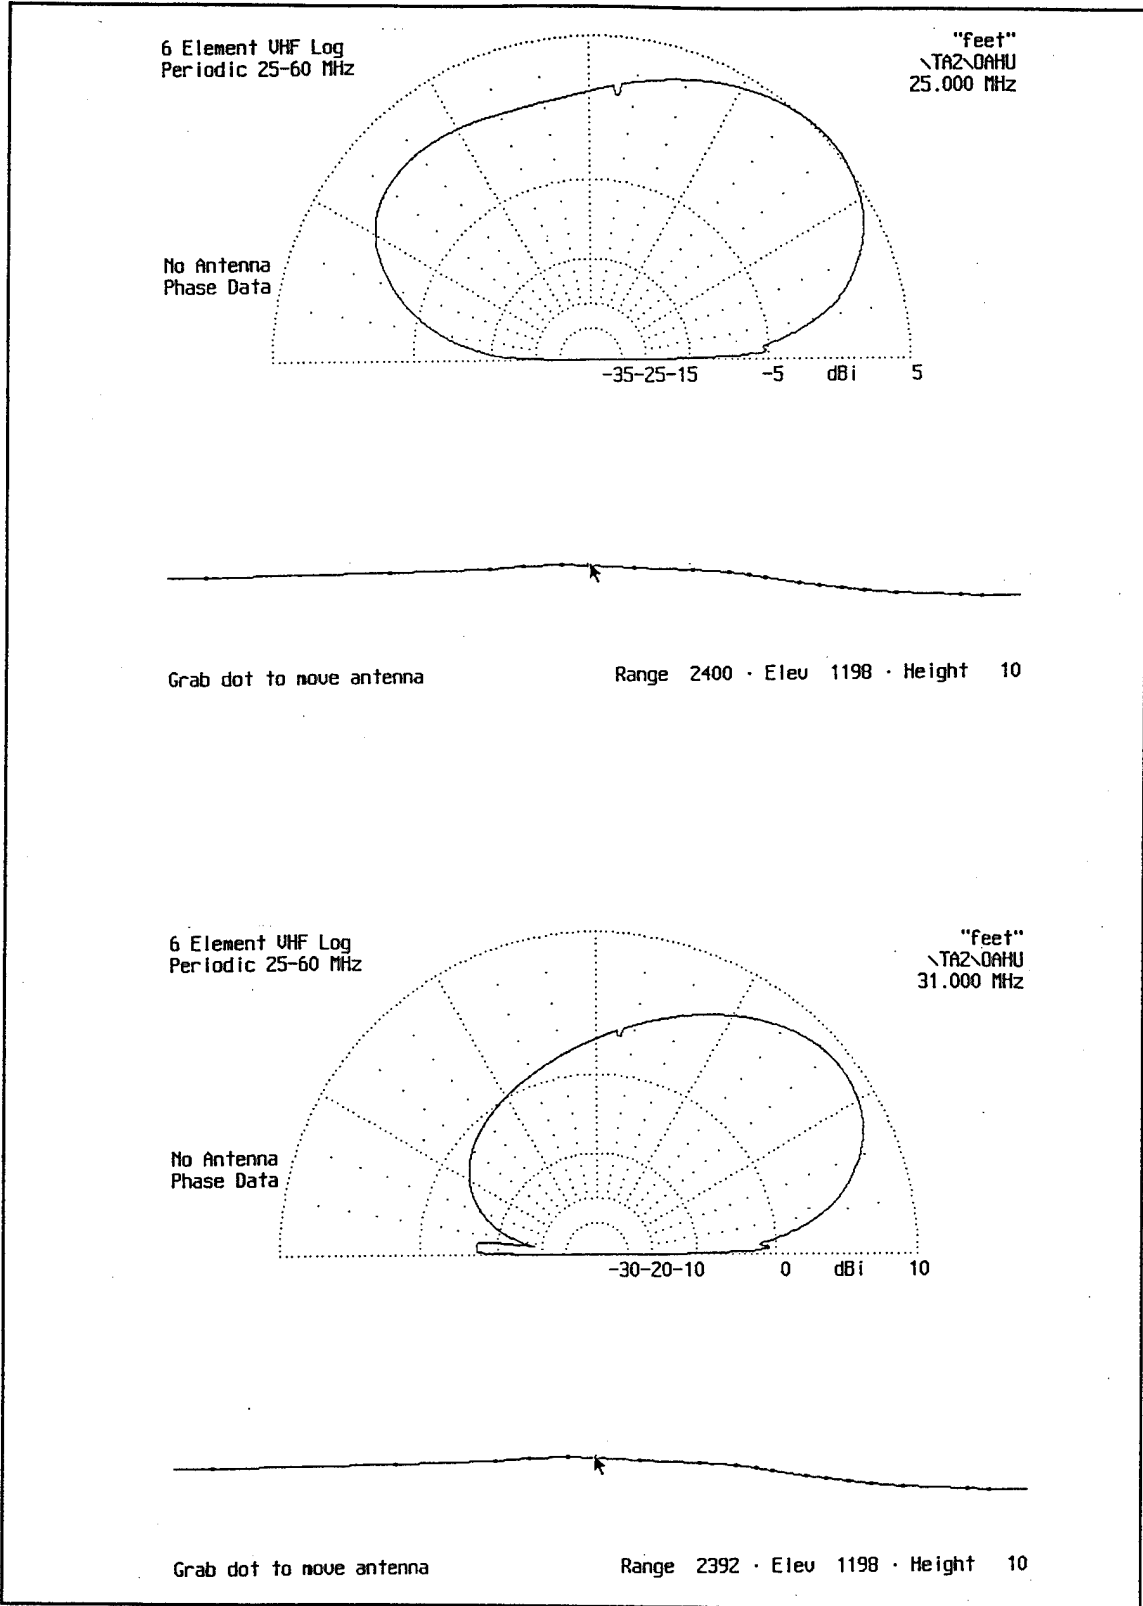 6 Element VHF Log
Periodic 25-60 MHz
"feet"
\TA2\OAHU
25.000 MHz
No Antenna
Phase Data
-35-25-15 -5 dBi 5
Grab dot to move antenna
Range 2400 · Elev 1198 · Height 10
6 Element VHF Log
Periodic 25-60 MHz
"feet"
\TA2\OAHU
31.000 MHz
No Antenna
Phase Data
-30-20-10 0 dBi 10
Grab dot to move antenna
Range 2392 · Elev 1198 · Height 10